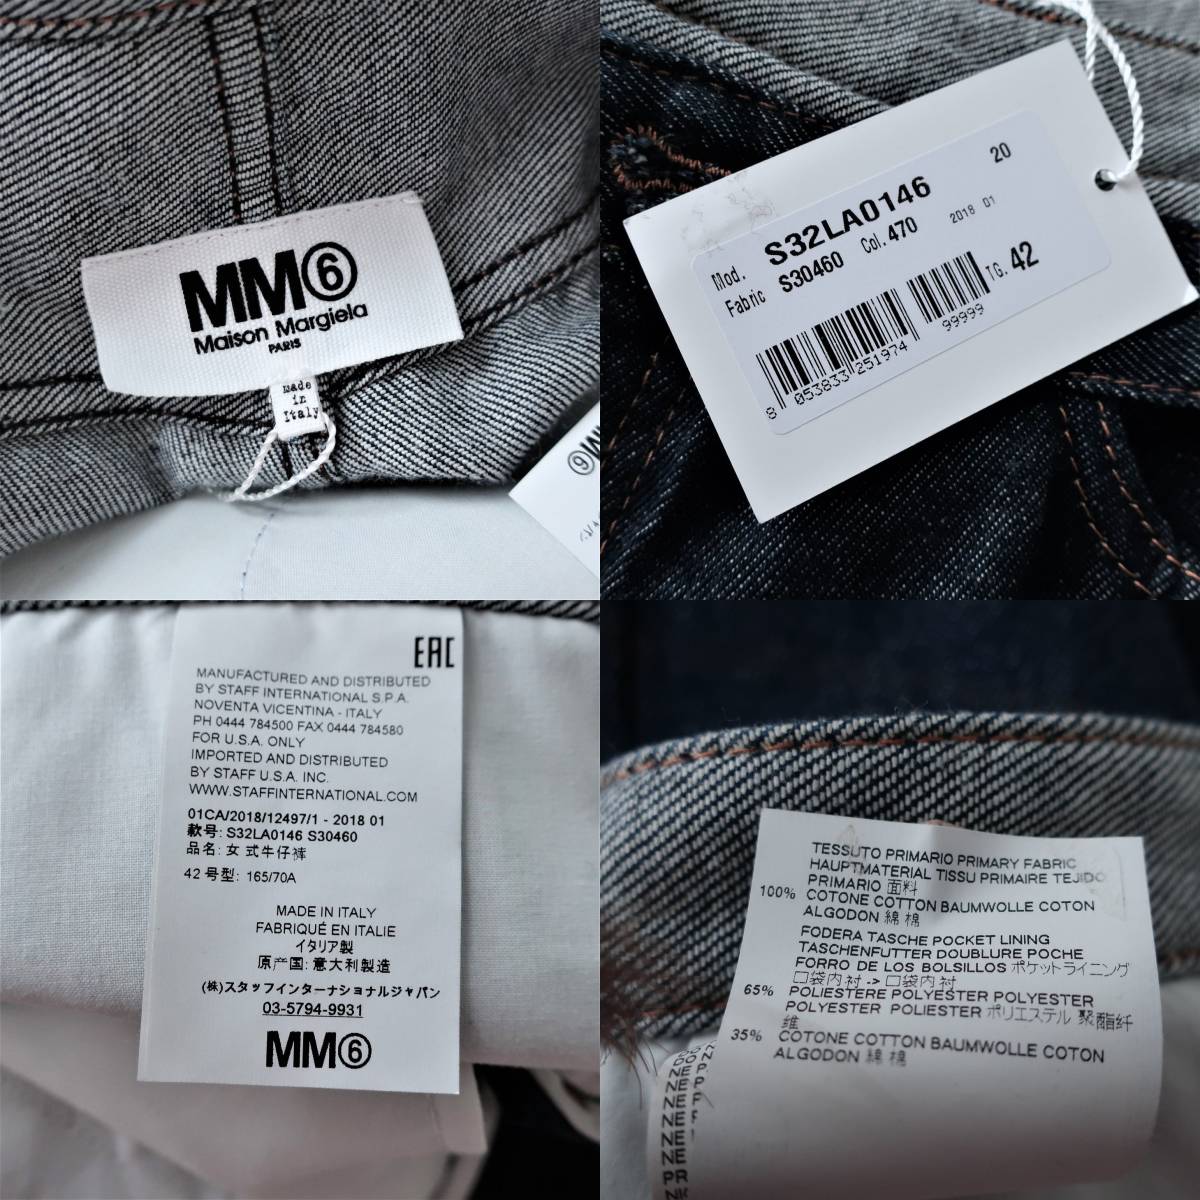 MM⑥
Maison Margiela
PARIS
made
in
Italy
MM⑥
20
Mod. S32LA0146
Fabric S30460 Col. 470 2018 01
TG. 42
8 053833 251974 99999
EAC
MANUFACTURED AND DISTRIBUTED
BY STAFF INTERNATIONAL S.P.A.
NOVENTA VICENTINA - ITALY
PH 0444 784500 FAX 0444 784580
FOR U.S.A. ONLY
IMPORTED AND DISTRIBUTED
BY STAFF U.S.A. INC.
WWW.STAFFINTERNATIONAL.COM
01CA/2018/12497/1 - 2018 01
款号: S32LA0146 S30460
品名: 女 式牛仔裤
42 号型: 165/70A
MADE IN ITALY
FABRIQUÉ EN ITALIE
イタリア製
原产国: 意大利製造
(株)スタッフインターナショナルジャパン
03-5794-9931
MM⑥
TESSUTO PRIMARIO PRIMARY FABRIC
HAUPTMATERIAL TISSU PRIMAIRE TEJIDO
PRIMARIO 面料
100% COTONE COTTON BAUMWOLLE COTON
ALGODON 綿 棉
FODERA TASCHE POCKET LINING
TASCHENFUTTER DOUBLURE POCHE
FORRO DE LOS BOLSILLOS ポケットライニング
口袋内衬 -> 口袋内衬
65% POLIESTERE POLYESTER POLYESTER
POLYESTER POLIESTER ポリエステル 聚酯纤
维
35% COTONE COTTON BAUMWOLLE COTON
ALGODON 綿 棉